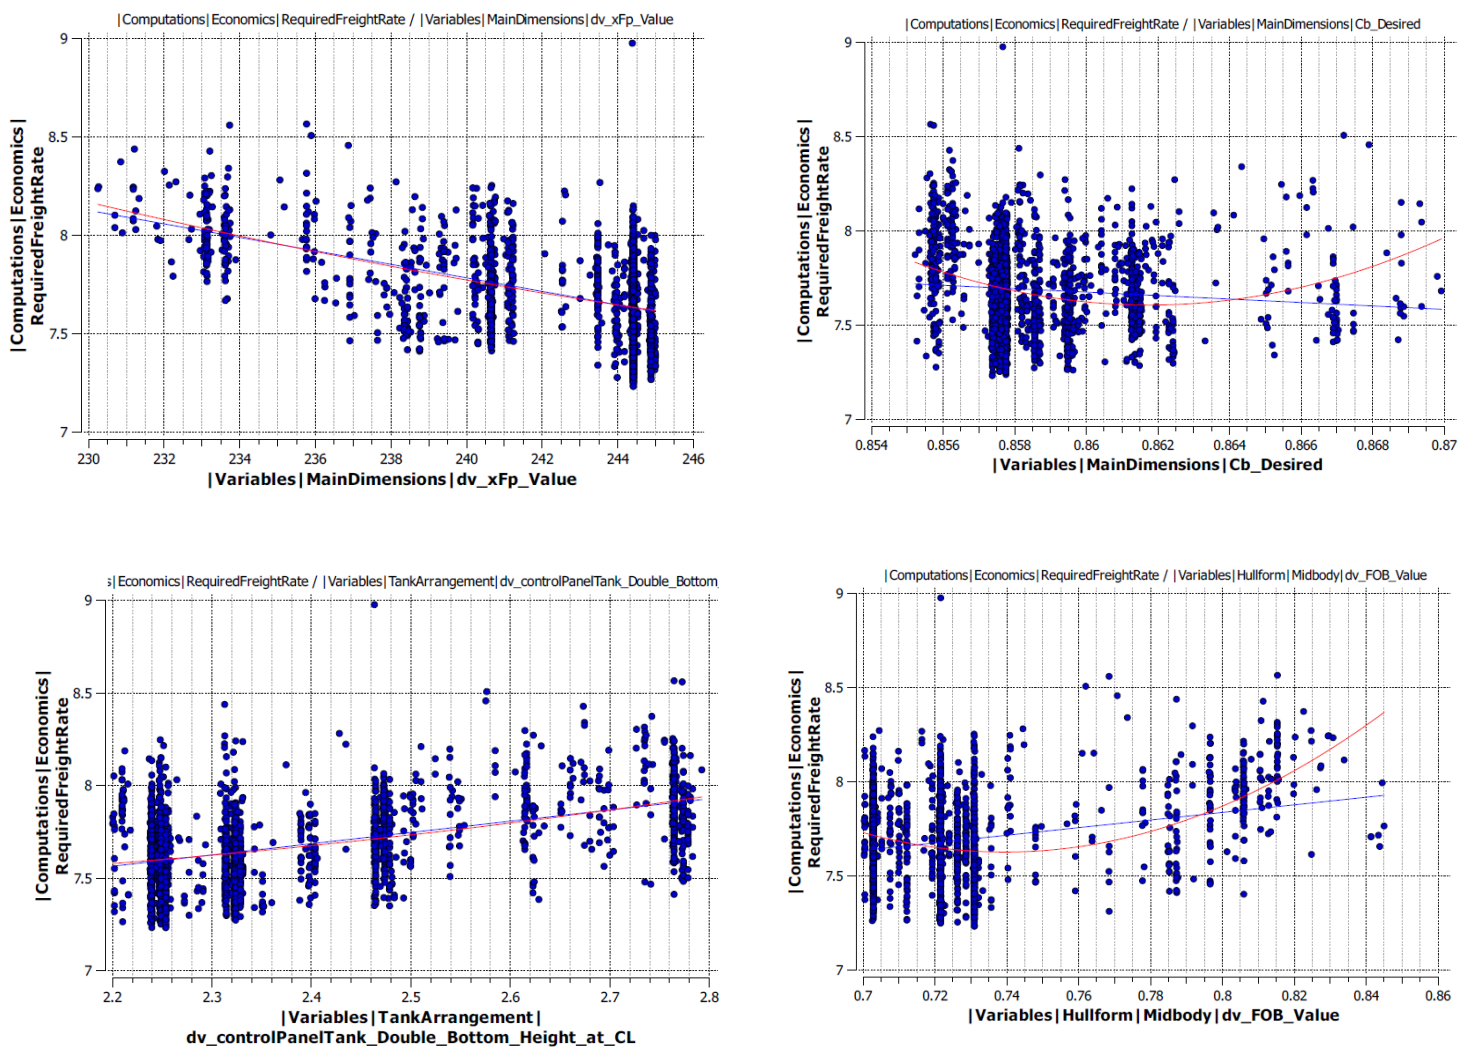 |Computations|Economics|RequiredFreightRate / |Variables|MainDimensions|dv_xFp_Value
9
8.5
8
7.5
7
|Computations|Economics|
RequiredFreightRate
230 232 234 236 238 240 242 244 246
|Variables|MainDimensions|dv_xFp_Value
|Computations|Economics|RequiredFreightRate / |Variables|MainDimensions|Cb_Desired
9
8.5
8
7.5
7
|Computations|Economics|
RequiredFreightRate
0.854 0.856 0.858 0.86 0.862 0.864 0.866 0.868 0.87
|Variables|MainDimensions|Cb_Desired
s|Economics|RequiredFreightRate / |Variables|TankArrangement|dv_controlPanelTank_Double_Bottom_
9
8.5
8
7.5
7
|Computations|Economics|
RequiredFreightRate
2.2 2.3 2.4 2.5 2.6 2.7 2.8
|Variables|TankArrangement|
dv_controlPanelTank_Double_Bottom_Height_at_CL
|Computations|Economics|RequiredFreightRate / |Variables|Hullform|Midbody|dv_FOB_Value
9
8.5
8
7.5
7
|Computations|Economics|
RequiredFreightRate
0.7 0.72 0.74 0.76 0.78 0.8 0.82 0.84 0.86
|Variables|Hullform|Midbody|dv_FOB_Value